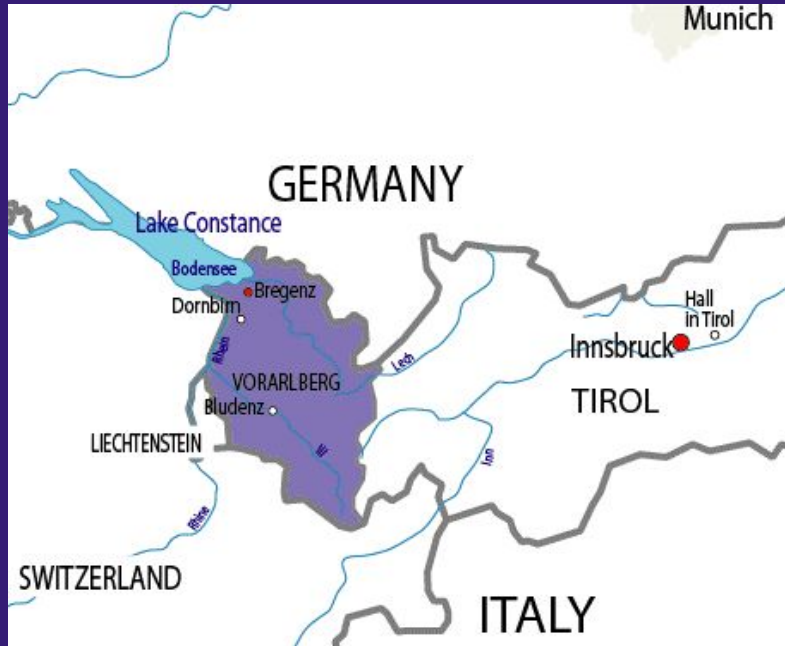 Munich
GERMANY
Lake Constance
Bodensee
Bregenz
Dornbirn
Hall
in Tirol
Innsbruck
Rhein
Lech
VORARLBERG
TIROL
Bludenz
LIECHTENSTEIN
Ill
Inn
Rhine
SWITZERLAND
ITALY